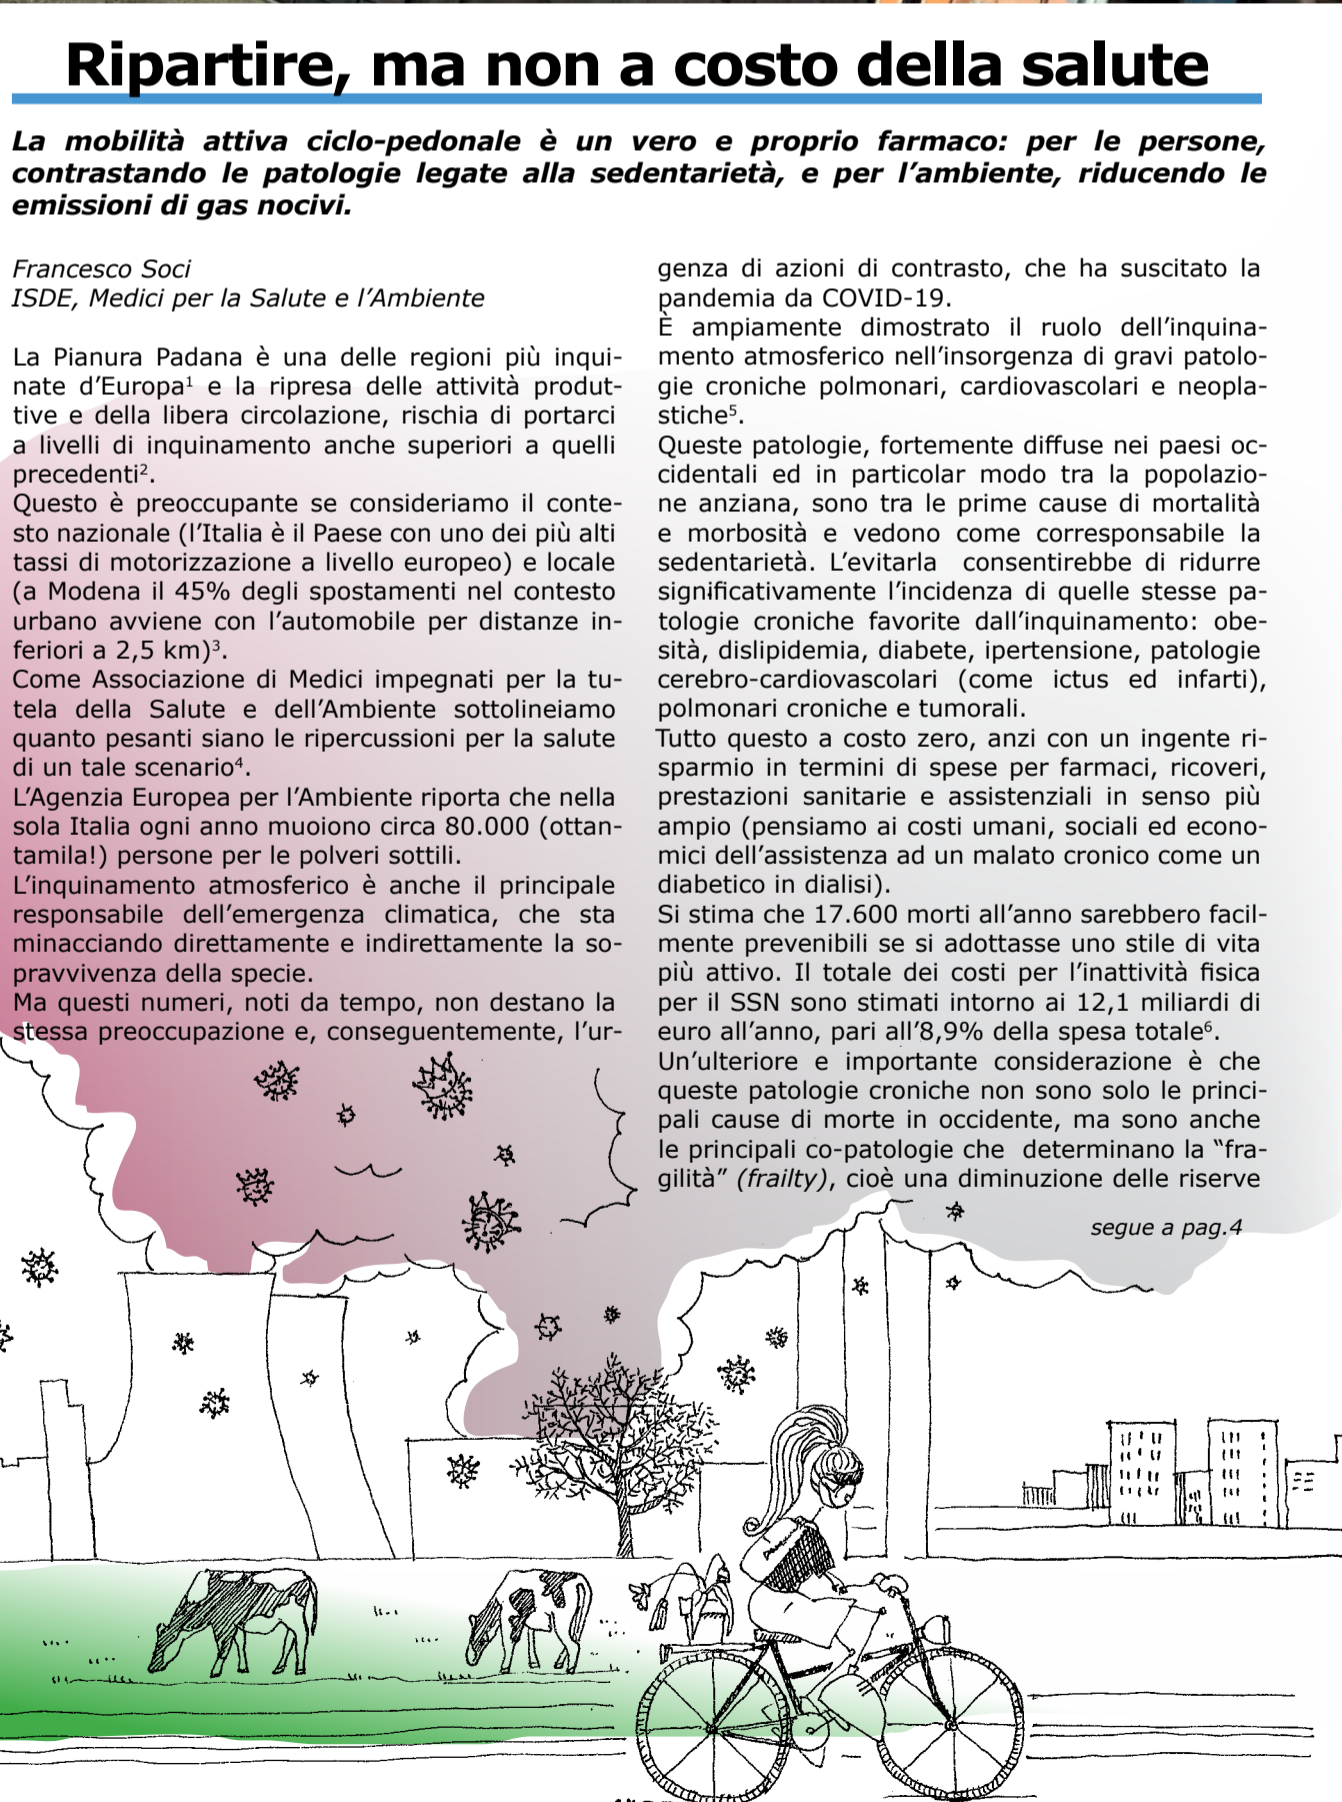 Ripartire, ma non a costo della salute
La mobilità attiva ciclo-pedonale è un vero e proprio farmaco: per le persone,
contrastando le patologie legate alla sedentarietà, e per l’ambiente, riducendo le
emissioni di gas nocivi.
Francesco Soci
ISDE, Medici per la Salute e l’Ambiente
La Pianura Padana è una delle regioni più inqui-
nate d’Europa¹ e la ripresa delle attività produt-
tive e della libera circolazione, rischia di portarci
a livelli di inquinamento anche superiori a quelli
precedenti².
Questo è preoccupante se consideriamo il conte-
sto nazionale (l’Italia è il Paese con uno dei più alti
tassi di motorizzazione a livello europeo) e locale
(a Modena il 45% degli spostamenti nel contesto
urbano avviene con l’automobile per distanze in-
feriori a 2,5 km)³.
Come Associazione di Medici impegnati per la tu-
tela della Salute e dell’Ambiente sottolineiamo
quanto pesanti siano le ripercussioni per la salute
di un tale scenario⁴.
L’Agenzia Europea per l’Ambiente riporta che nella
sola Italia ogni anno muoiono circa 80.000 (ottan-
tamila!) persone per le polveri sottili.
L’inquinamento atmosferico è anche il principale
responsabile dell’emergenza climatica, che sta
minacciando direttamente e indirettamente la so-
pravvivenza della specie.
Ma questi numeri, noti da tempo, non destano la
stessa preoccupazione e, conseguentemente, l’ur-
genza di azioni di contrasto, che ha suscitato la
pandemia da COVID-19.
È ampiamente dimostrato il ruolo dell’inquina-
mento atmosferico nell’insorgenza di gravi patolo-
gie croniche polmonari, cardiovascolari e neopla-
stiche⁵.
Queste patologie, fortemente diffuse nei paesi oc-
cidentali ed in particolar modo tra la popolazio-
ne anziana, sono tra le prime cause di mortalità
e morbosità e vedono come corresponsabile la
sedentarietà. L’evitarla consentirebbe di ridurre
significativamente l’incidenza di quelle stesse pa-
tologie croniche favorite dall’inquinamento: obe-
sità, dislipidemia, diabete, ipertensione, patologie
cerebro-cardiovascolari (come ictus ed infarti),
polmonari croniche e tumorali.
Tutto questo a costo zero, anzi con un ingente ri-
sparmio in termini di spese per farmaci, ricoveri,
prestazioni sanitarie e assistenziali in senso più
ampio (pensiamo ai costi umani, sociali ed econo-
mici dell’assistenza ad un malato cronico come un
diabetico in dialisi).
Si stima che 17.600 morti all’anno sarebbero facil-
mente prevenibili se si adottasse uno stile di vita
più attivo. Il totale dei costi per l’inattività fisica
per il SSN sono stimati intorno ai 12,1 miliardi di
euro all’anno, pari all’8,9% della spesa totale⁶.
Un’ulteriore e importante considerazione è che
queste patologie croniche non sono solo le princi-
pali cause di morte in occidente, ma sono anche
le principali co-patologie che determinano la “fra-
gilità” (frailty), cioè una diminuzione delle riserve
segue a pag.4